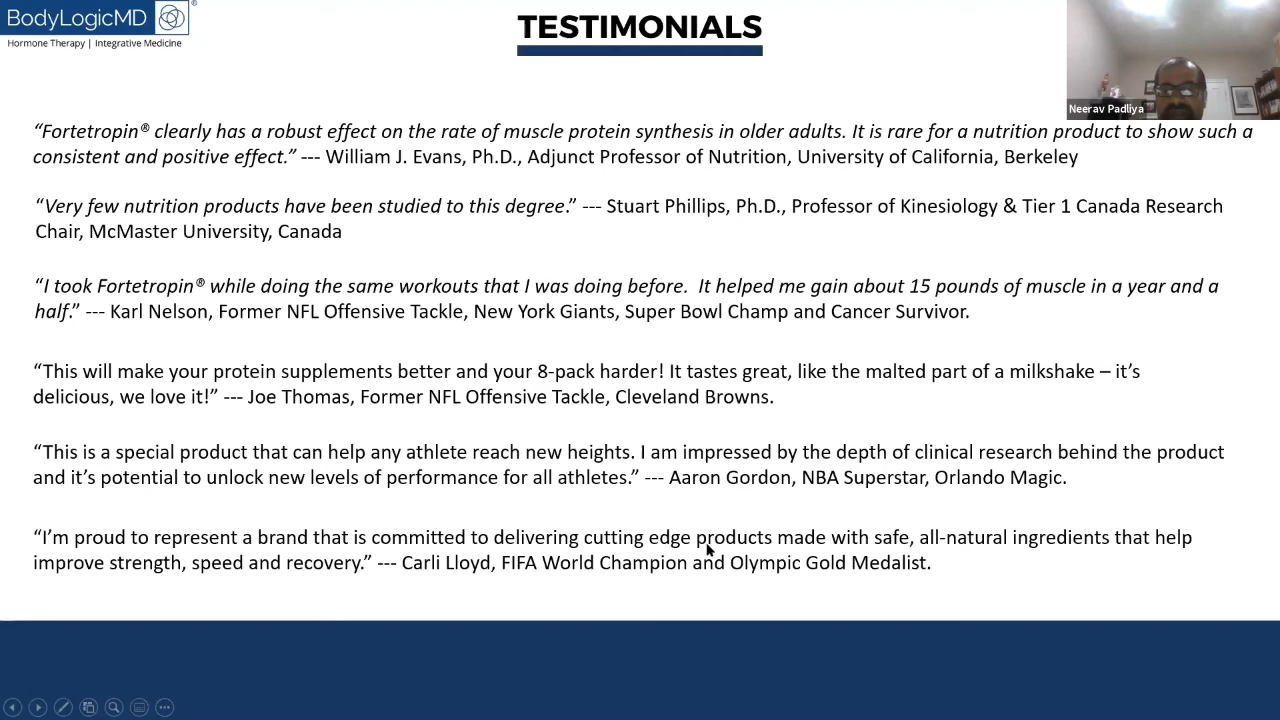 BodyLogicMD®
Hormone Therapy | Integrative Medicine
TESTIMONIALS
Neerav Padliya
“Fortetropin® clearly has a robust effect on the rate of muscle protein synthesis in older adults. It is rare for a nutrition product to show such a
consistent and positive effect.” --- William J. Evans, Ph.D., Adjunct Professor of Nutrition, University of California, Berkeley
“Very few nutrition products have been studied to this degree.” --- Stuart Phillips, Ph.D., Professor of Kinesiology & Tier 1 Canada Research
Chair, McMaster University, Canada
“I took Fortetropin® while doing the same workouts that I was doing before.  It helped me gain about 15 pounds of muscle in a year and a
half.” --- Karl Nelson, Former NFL Offensive Tackle, New York Giants, Super Bowl Champ and Cancer Survivor.
“This will make your protein supplements better and your 8-pack harder! It tastes great, like the malted part of a milkshake – it’s
delicious, we love it!” --- Joe Thomas, Former NFL Offensive Tackle, Cleveland Browns.
“This is a special product that can help any athlete reach new heights. I am impressed by the depth of clinical research behind the product
and it’s potential to unlock new levels of performance for all athletes.” --- Aaron Gordon, NBA Superstar, Orlando Magic.
“I’m proud to represent a brand that is committed to delivering cutting edge products made with safe, all-natural ingredients that help
improve strength, speed and recovery.” --- Carli Lloyd, FIFA World Champion and Olympic Gold Medalist.